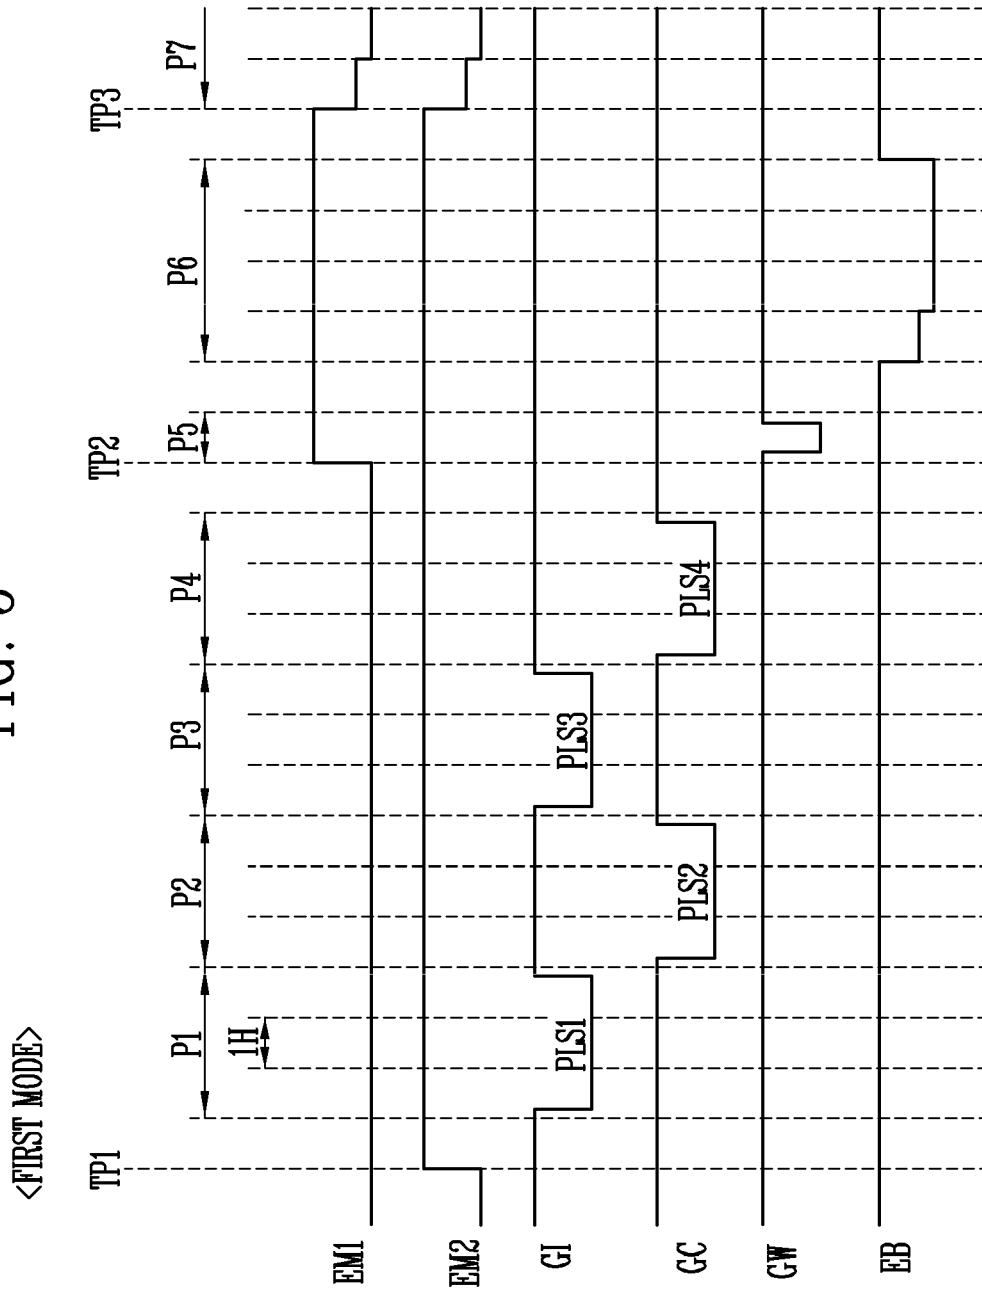 <FIRST MODE>
TP1 TP2 TP3
P1 P2 P3 P4 P5 P6 P7
1H
EM1
EM2
GI PLS1 PLS3
GC PLS2 PLS4
GW
EB